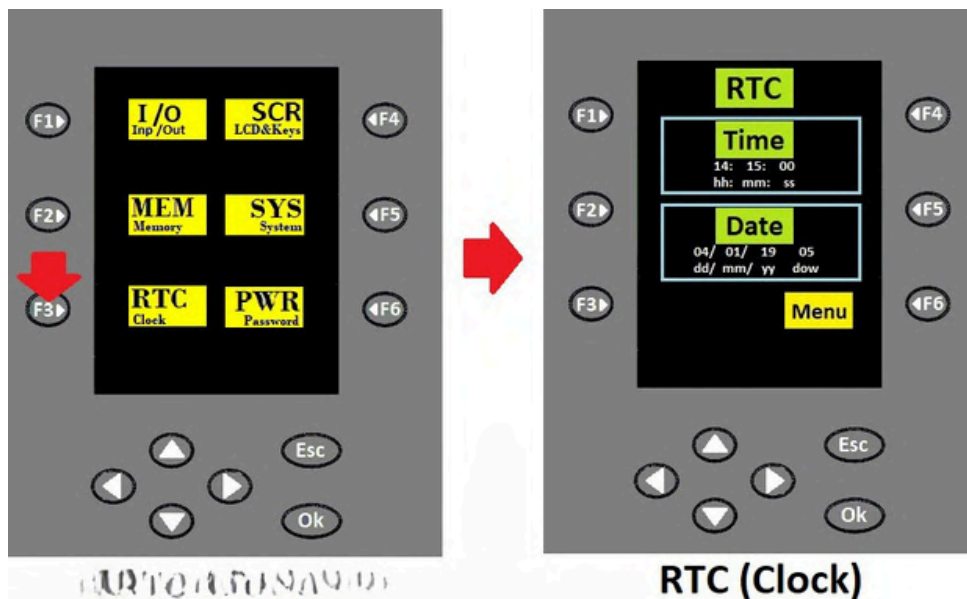 I/O SCR
Inp/Out LCD&Keys
F1 F4
MEM SYS
Memory System
F2 F5
RTC PWR
Clock Password
F3 F6
Esc
Ok
RTC
F1 F4
Time
14: 15: 00
hh: mm: ss
F2 F5
Date
04/ 01/ 19 05
dd/ mm/ yy dow
F3 F6
Menu
Esc
Ok
RTC (Clock)